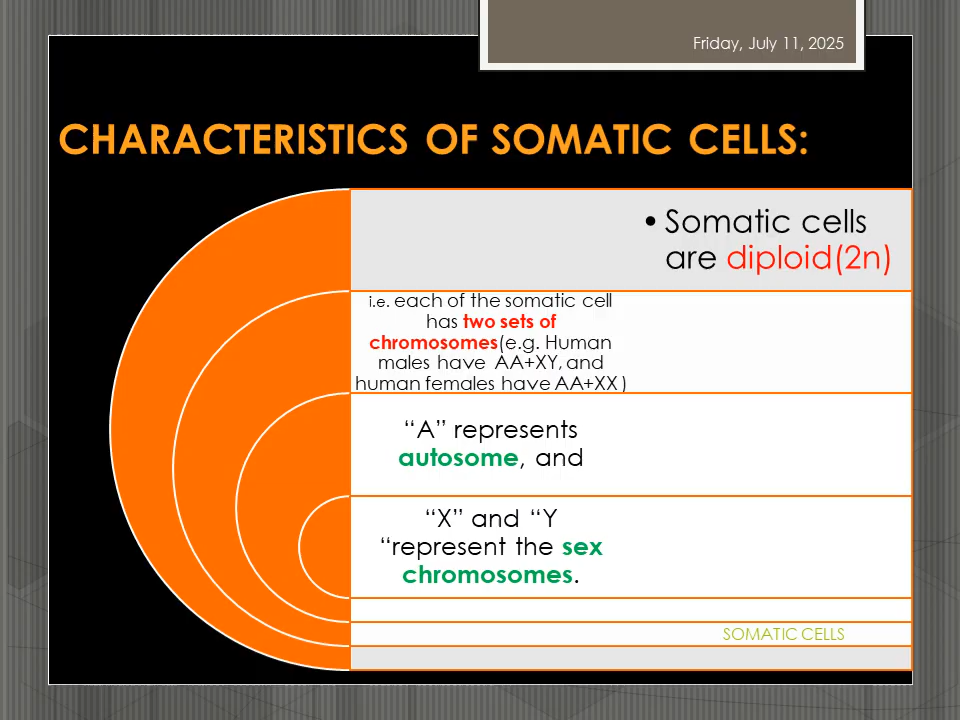 Friday, July 11, 2025
CHARACTERISTICS OF SOMATIC CELLS:
• Somatic cells
are diploid(2n)
i.e. each of the somatic cell
has two sets of
chromosomes(e.g. Human
males have AA+XY, and
human females have AA+XX )
“A” represents
autosome, and
“X” and “Y
“represent the sex
chromosomes.
SOMATIC CELLS